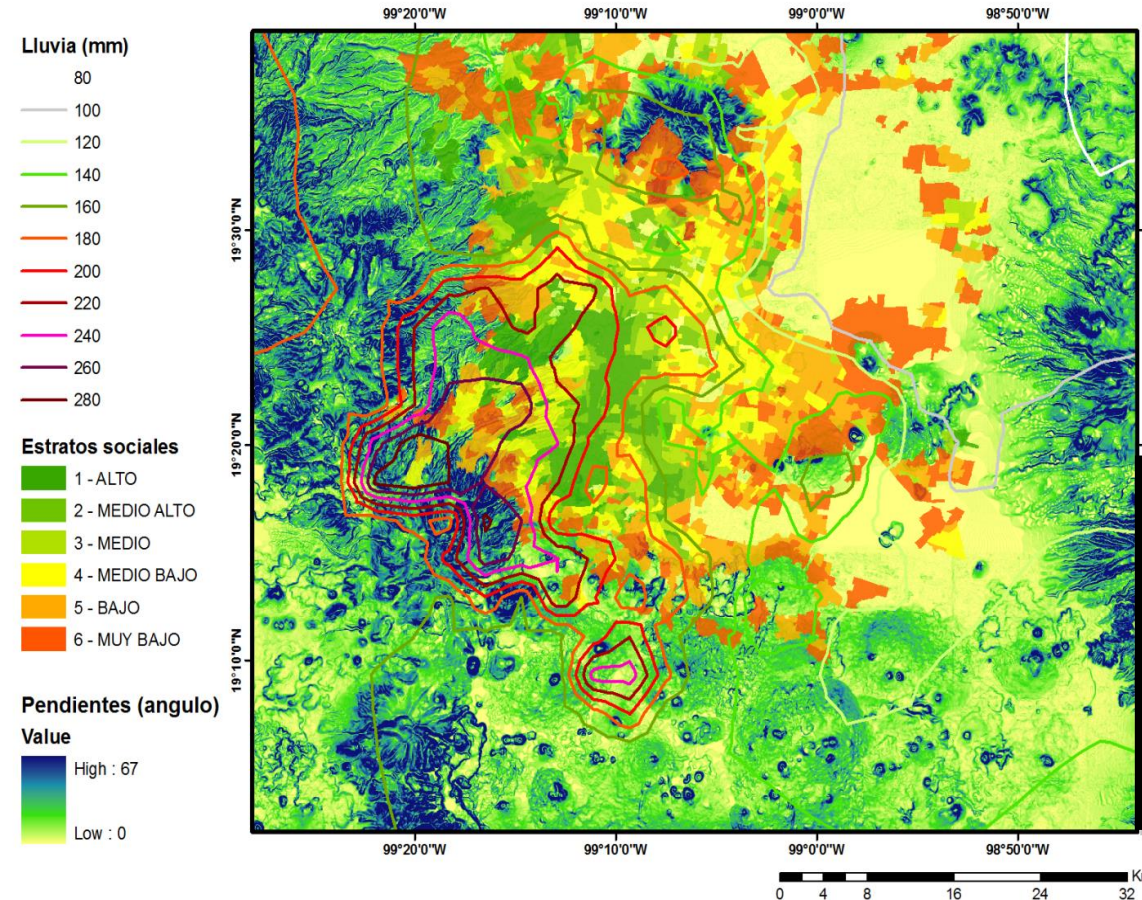 99°20'0"W 99°10'0"W 99°0'0"W 98°50'0"W
Lluvia (mm)
80
100
120
140
160
180
200
220
240
260
280
Estratos sociales
1 - ALTO
2 - MEDIO ALTO
3 - MEDIO
4 - MEDIO BAJO
5 - BAJO
6 - MUY BAJO
Pendientes (angulo)
Value
High : 67
Low : 0
19°30'0"N
19°20'0"N
19°10'0"N
99°20'0"W 99°10'0"W 99°0'0"W 98°50'0"W
0 4 8 16 24 32